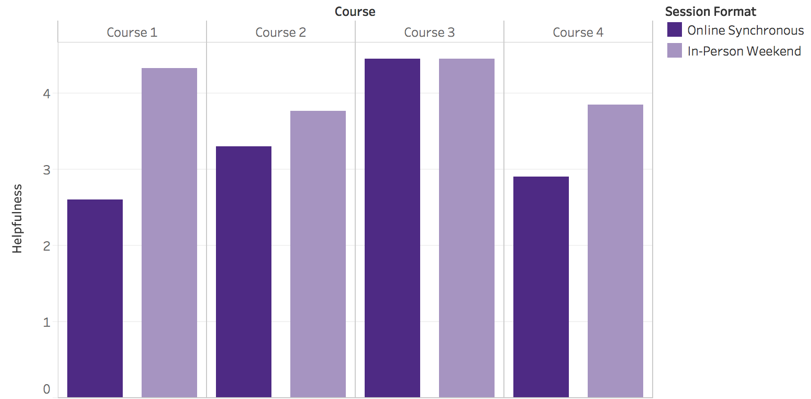 Course
Course 1
Course 2
Course 3
Course 4
Session Format
Online Synchronous
In-Person Weekend
Helpfulness
4
3
2
1
0